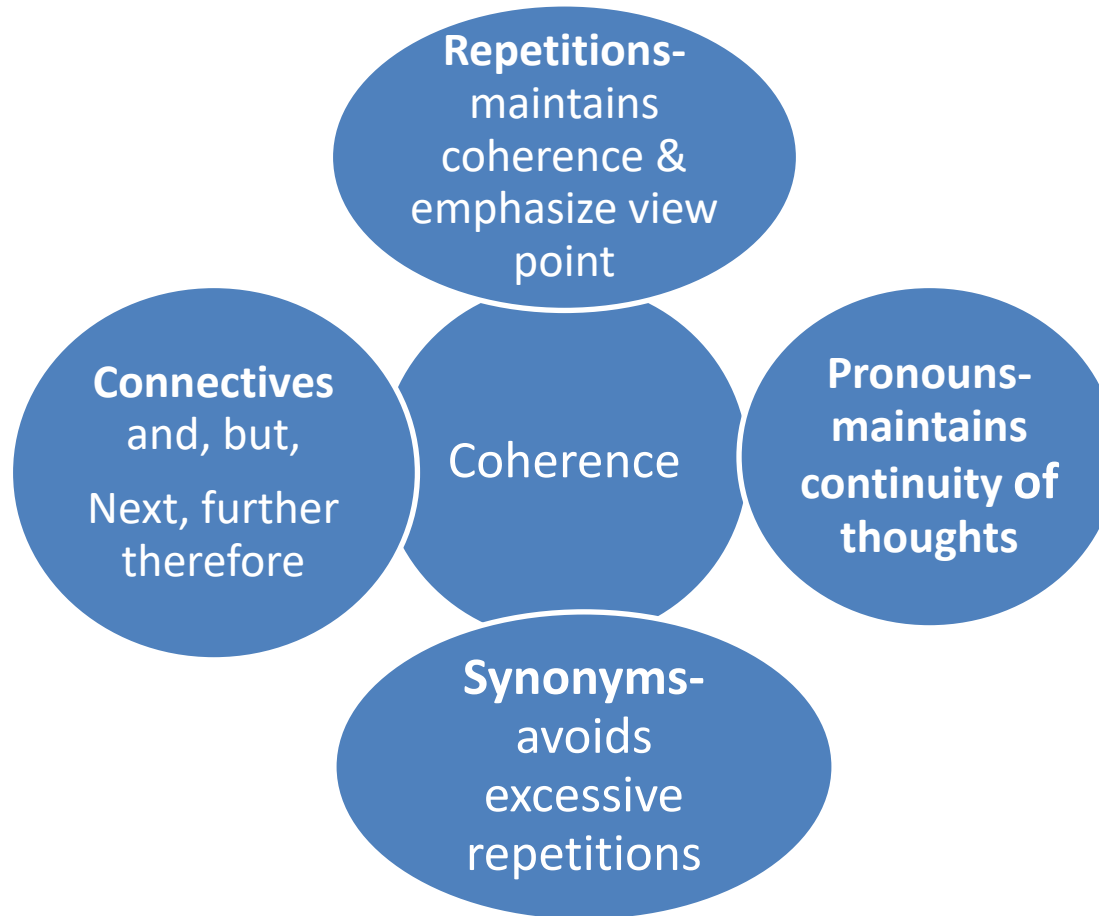 Repetitions-
maintains
coherence &
emphasize view
point
Connectives
and, but,
Next, further
therefore
Coherence
Pronouns-
maintains
continuity of
thoughts
Synonyms-
avoids
excessive
repetitions